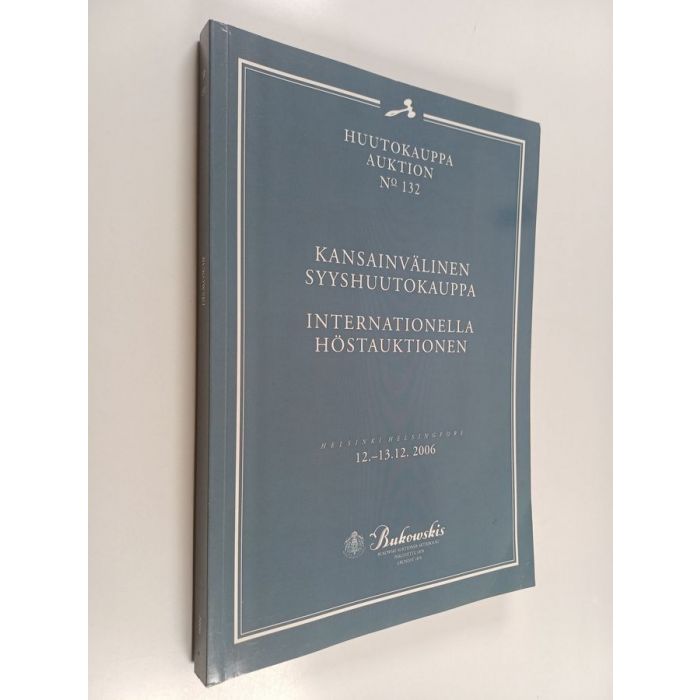 HUUTOKAUPPA
AUKTION
Nº 132
KANSAINVÄLINEN
SYYSHUUTOKAUPPA
INTERNATIONELLA
HÖSTAUKTIONEN
HELSINKI HELSINGFORS
12.–13.12. 2006
Bukowskis